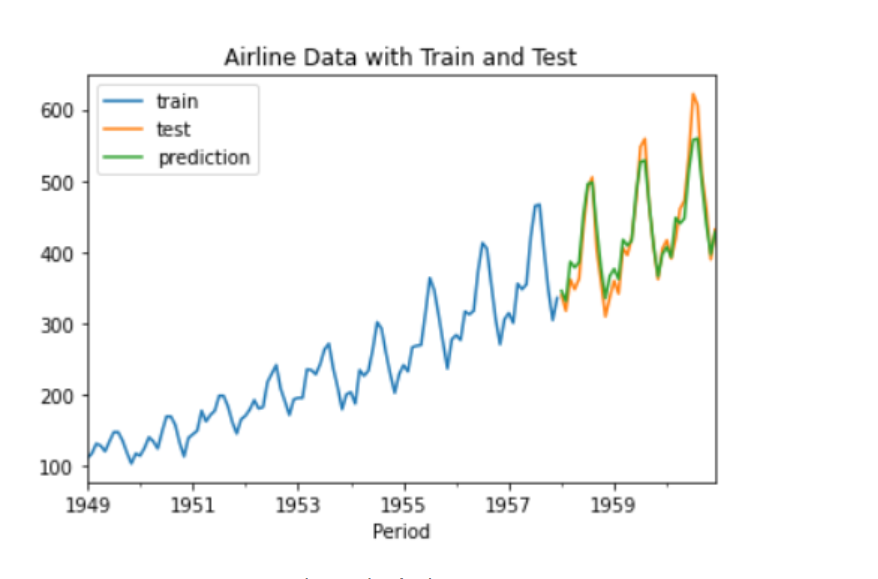 Airline Data with Train and Test
train
test
prediction
600
500
400
300
200
100
1949 1951 1953 1955 1957 1959
Period